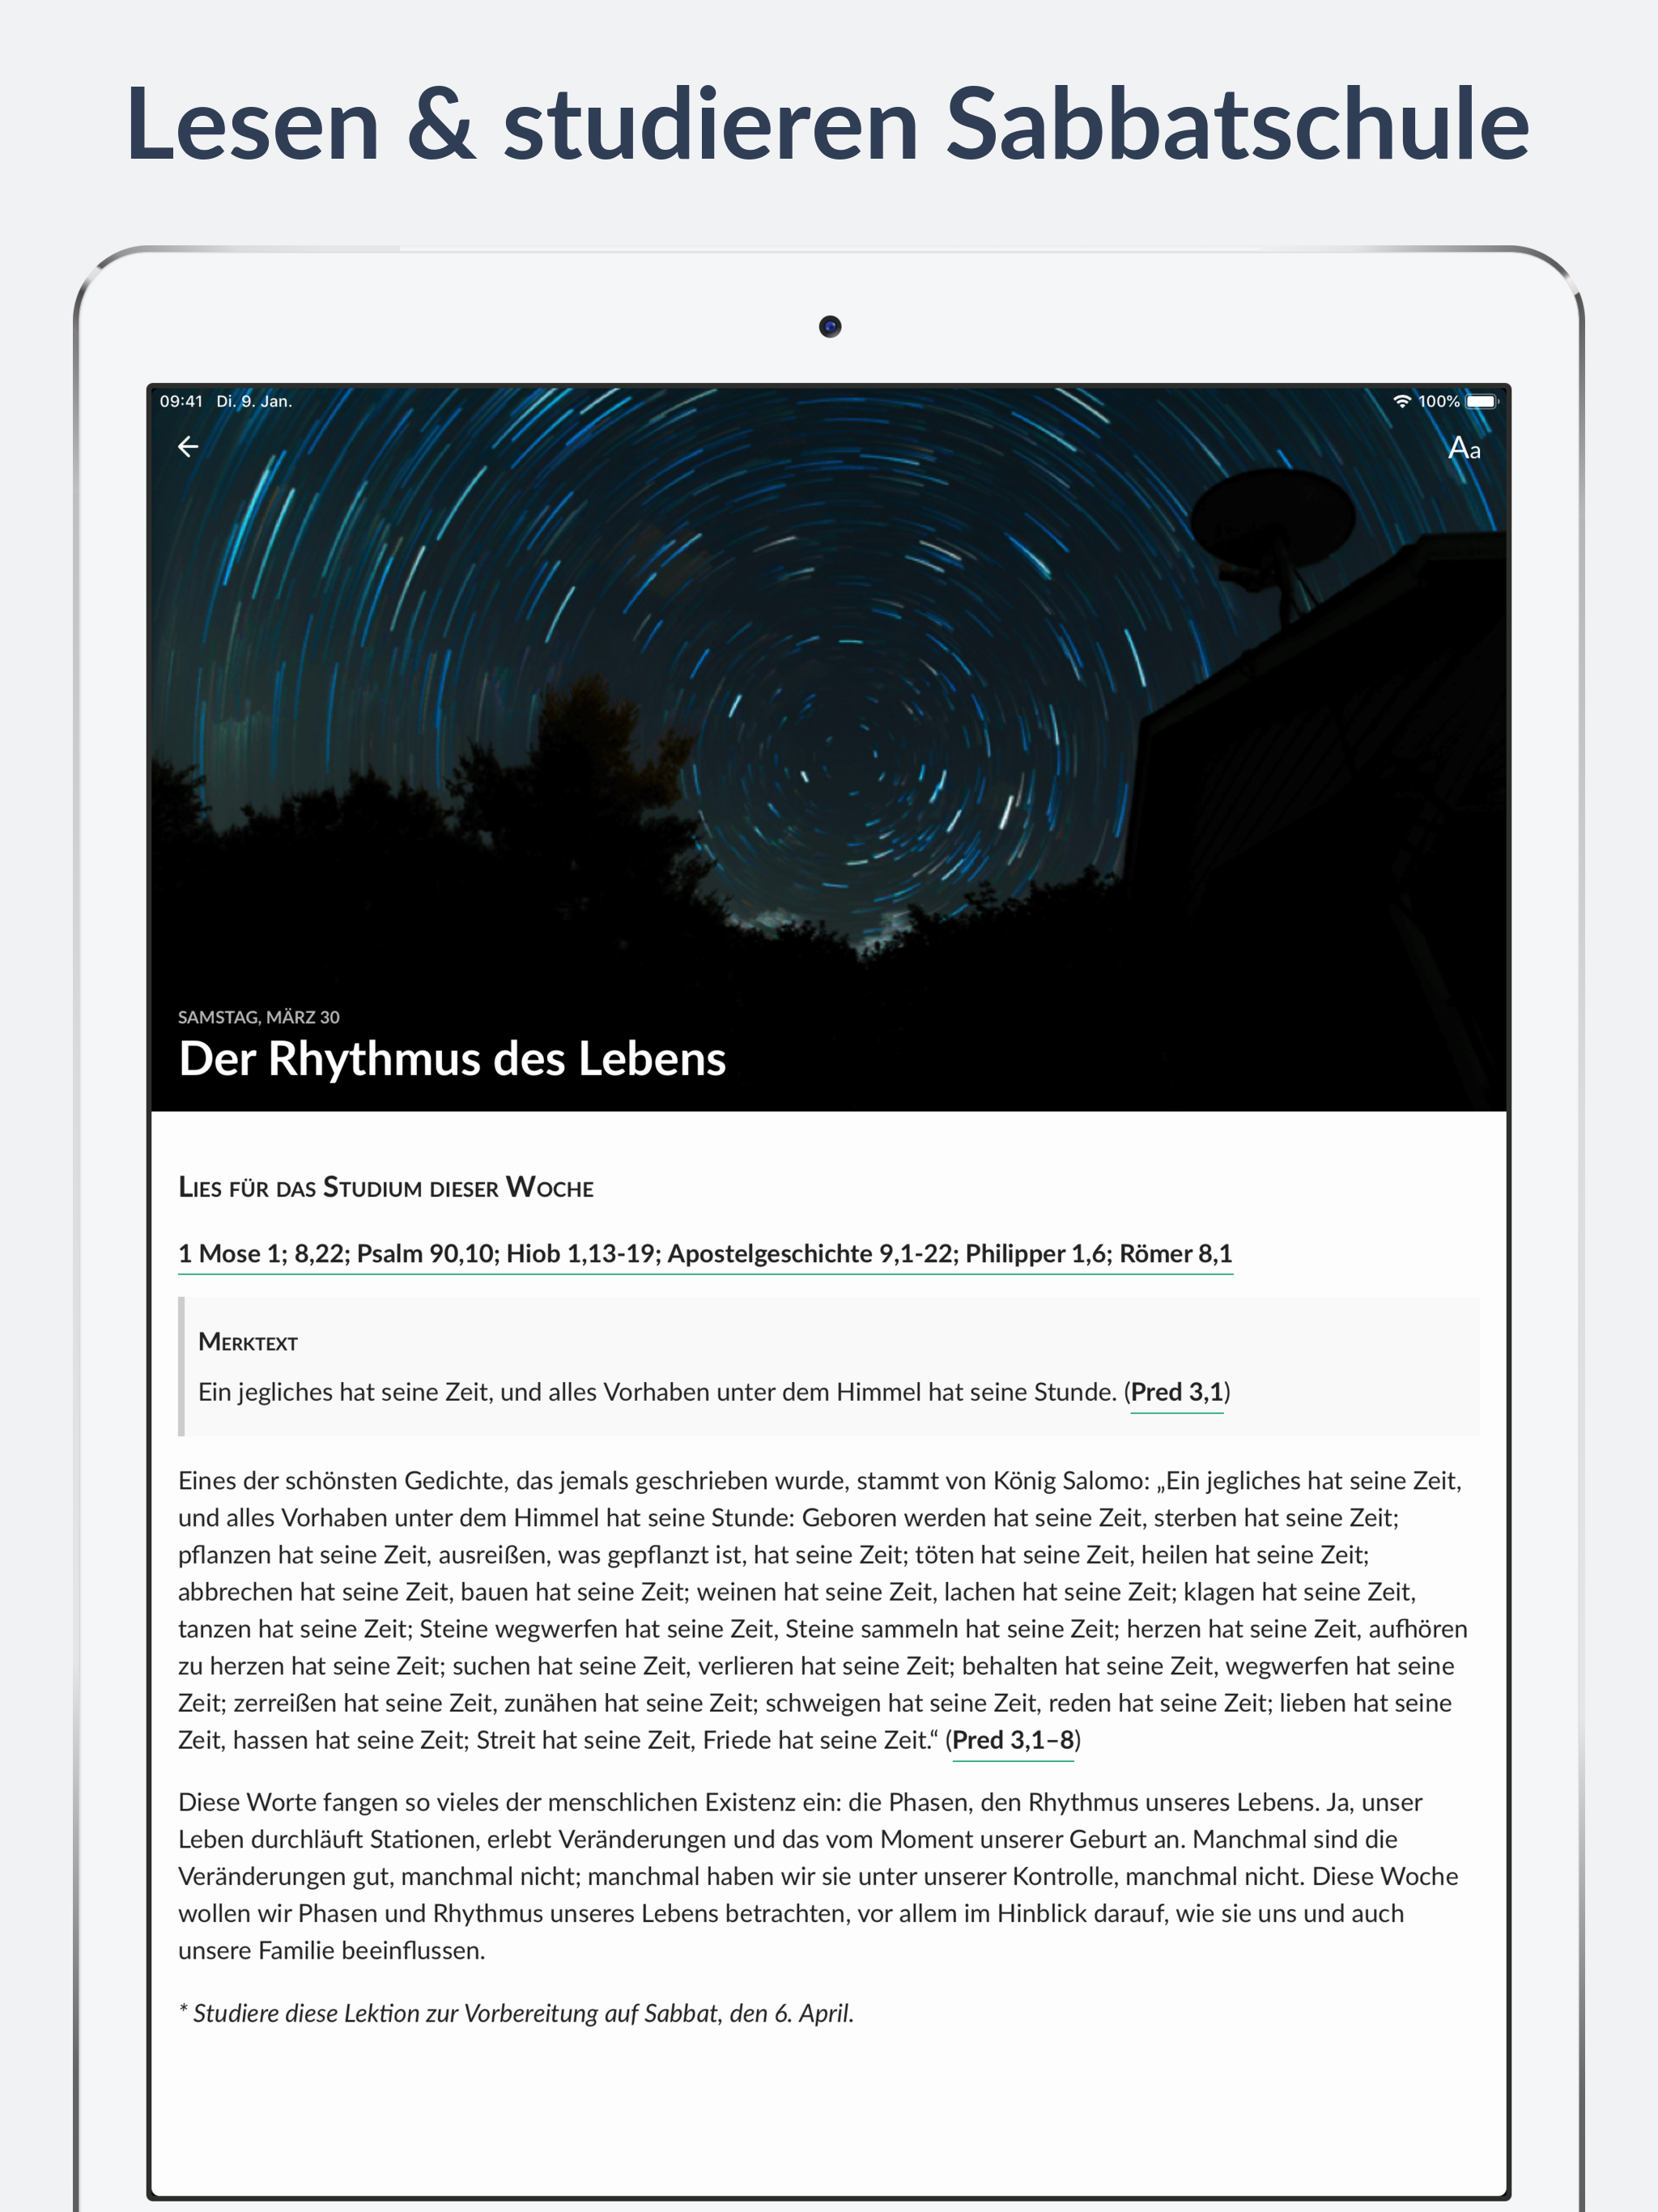 Lesen & studieren Sabbatschule
09:41 Di. 9. Jan.
100%
Aa
SAMSTAG, MÄRZ 30
Der Rhythmus des Lebens
Lies für das Studium dieser Woche
1 Mose 1; 8,22; Psalm 90,10; Hiob 1,13-19; Apostelgeschichte 9,1-22; Philipper 1,6; Römer 8,1
Merktext
Ein jegliches hat seine Zeit, und alles Vorhaben unter dem Himmel hat seine Stunde. (Pred 3,1)
Eines der schönsten Gedichte, das jemals geschrieben wurde, stammt von König Salomo: „Ein jegliches hat seine Zeit,
und alles Vorhaben unter dem Himmel hat seine Stunde: Geboren werden hat seine Zeit, sterben hat seine Zeit;
pflanzen hat seine Zeit, ausreißen, was gepflanzt ist, hat seine Zeit; töten hat seine Zeit, heilen hat seine Zeit;
abbrechen hat seine Zeit, bauen hat seine Zeit; weinen hat seine Zeit, lachen hat seine Zeit; klagen hat seine Zeit,
tanzen hat seine Zeit; Steine wegwerfen hat seine Zeit, Steine sammeln hat seine Zeit; herzen hat seine Zeit, aufhören
zu herzen hat seine Zeit; suchen hat seine Zeit, verlieren hat seine Zeit; behalten hat seine Zeit, wegwerfen hat seine
Zeit; zerreißen hat seine Zeit, zunähen hat seine Zeit; schweigen hat seine Zeit, reden hat seine Zeit; lieben hat seine
Zeit, hassen hat seine Zeit; Streit hat seine Zeit, Friede hat seine Zeit.“ (Pred 3,1–8)
Diese Worte fangen so vieles der menschlichen Existenz ein: die Phasen, den Rhythmus unseres Lebens. Ja, unser
Leben durchläuft Stationen, erlebt Veränderungen und das vom Moment unserer Geburt an. Manchmal sind die
Veränderungen gut, manchmal nicht; manchmal haben wir sie unter unserer Kontrolle, manchmal nicht. Diese Woche
wollen wir Phasen und Rhythmus unseres Lebens betrachten, vor allem im Hinblick darauf, wie sie uns und auch
unsere Familie beeinflussen.
* Studiere diese Lektion zur Vorbereitung auf Sabbat, den 6. April.